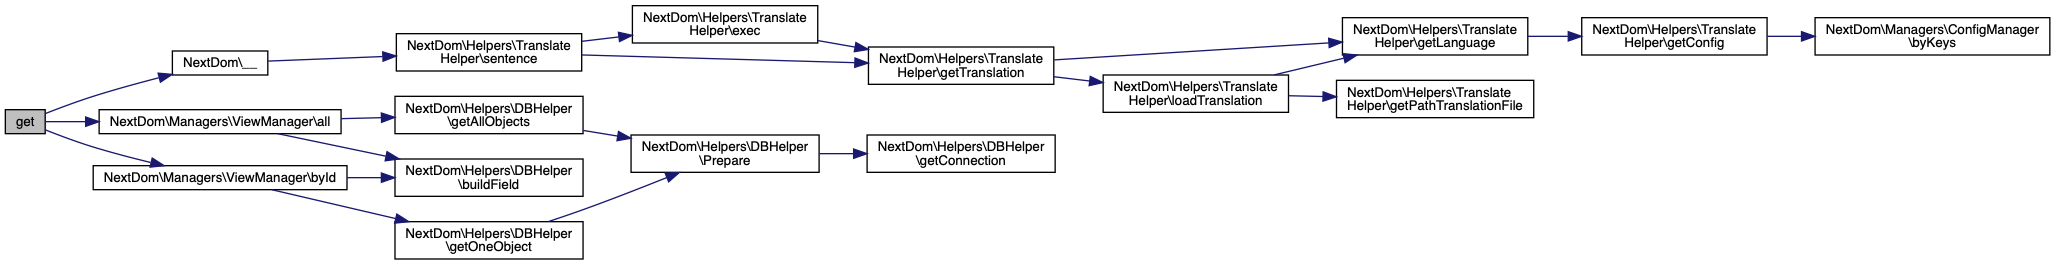 get
NextDom\__
NextDom\Managers\ViewManager\all
NextDom\Managers\ViewManager\byId
NextDom\Helpers\Translate
Helper\sentence
NextDom\Helpers\DBHelper
\getAllObjects
NextDom\Helpers\DBHelper
\buildField
NextDom\Helpers\DBHelper
\getOneObject
NextDom\Helpers\Translate
Helper\exec
NextDom\Helpers\DBHelper
\Prepare
NextDom\Helpers\Translate
Helper\getTranslation
NextDom\Helpers\DBHelper
\getConnection
NextDom\Helpers\Translate
Helper\loadTranslation
NextDom\Helpers\Translate
Helper\getLanguage
NextDom\Helpers\Translate
Helper\getPathTranslationFile
NextDom\Helpers\Translate
Helper\getConfig
NextDom\Managers\ConfigManager
\byKeys